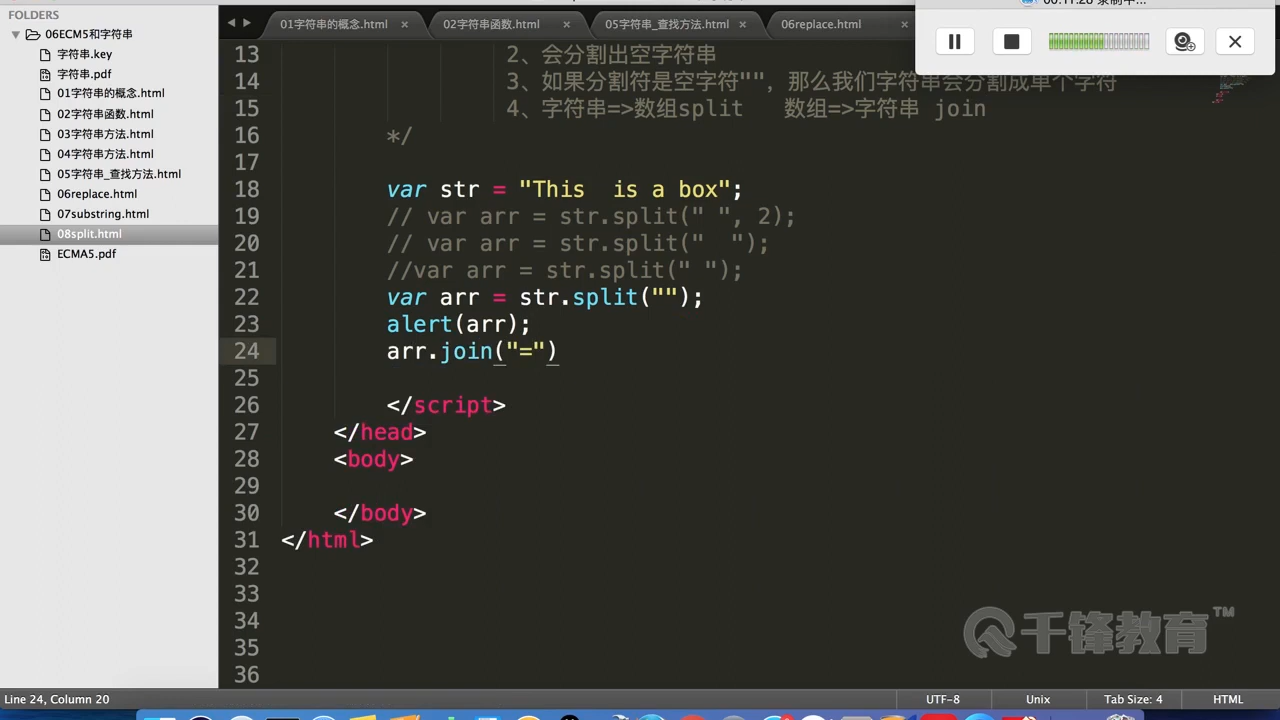 FOLDERS
06ECM5和字符串
字符串.key
字符串.pdf
01字符串的概念.html
02字符串函数.html
03字符串方法.html
04字符串方法.html
05字符串_查找方法.html
06replace.html
07substring.html
08split.html
ECMA5.pdf
01字符串的概念.html × 02字符串函数.html × 05字符串_查找方法.html × 06replace.html ×
13 2、会分割出空字符串
14 3、如果分割符是空字符"", 那么我们字符串会分割成单个字符
15 4、字符串=>数组split 数组=>字符串 join
16 */
17
18 var str = "This  is a box";
19 // var arr = str.split(" ", 2);
20 // var arr = str.split("  ");
21 //var arr = str.split(" ");
22 var arr = str.split("");
23 alert(arr);
24 arr.join("=")
25
26 </script>
27 </head>
28 <body>
29
30 </body>
31 </html>
32
33
34
35
36
千锋教育™
Line 24, Column 20 UTF-8 Unix Tab Size: 4 HTML